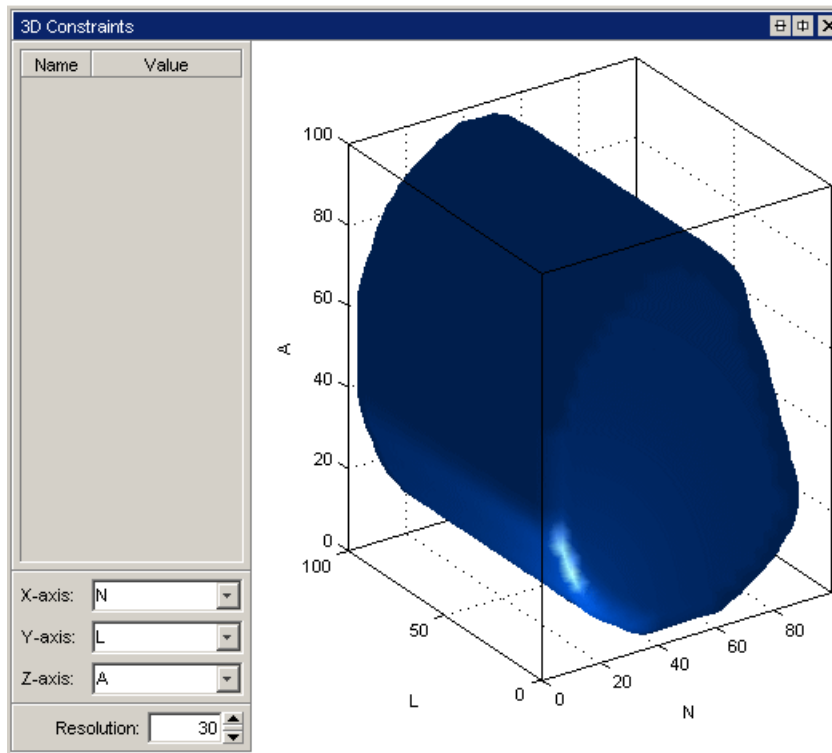 3D Constraints
Name Value
100
80
60
40
20
0
A
100
50
0
L
0
20
40
60
80
N
X-axis: N
Y-axis: L
Z-axis: A
Resolution: 30